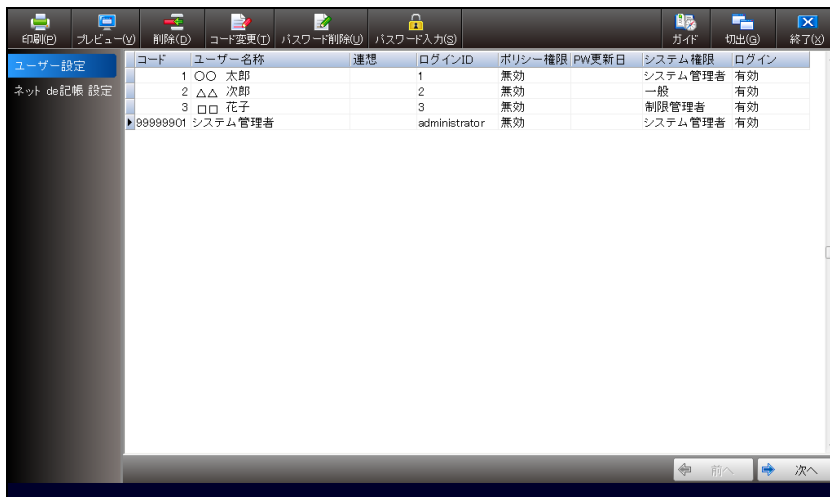 印刷(P) プレビュー(V) 削除(D) コード変更(T) パスワード削除(U) パスワード入力(S) ガイド 切出(G) 終了(X)
ユーザー設定
ネット de記帳 設定
コード ユーザー名称 連想 ログインID ポリシー権限 PW更新日 システム権限 ログイン
1 〇〇 太郎 1 無効 システム管理者 有効
2 △△ 次郎 2 無効 一般 有効
3 □□ 花子 3 無効 制限管理者 有効
99999901 システム管理者 administrator 無効 システム管理者 有効
前へ 次へ